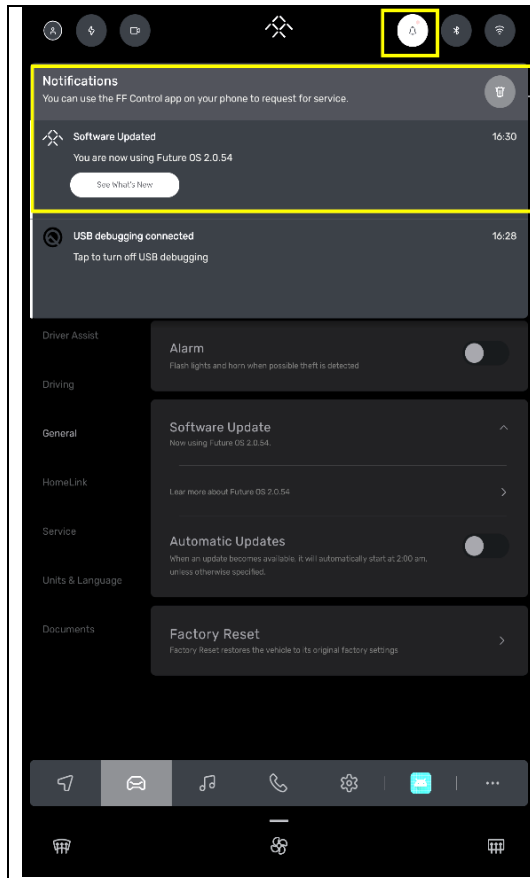 Notifications
You can use the FF Control app on your phone to request for service.
Software Updated
16:30
You are now using Future OS 2.0.54
See What's New
USB debugging connected
16:28
Tap to turn off USB debugging
Driver Assist
Alarm
Flash lights and horn when possible theft is detected
Driving
General
Software Update
Now using Future OS 2.0.54.
HomeLink
Lear more about Future OS 2.0.54
Service
Automatic Updates
When an update becomes available, it will automatically start at 2:00 am,
unless otherwise specified.
Units & Language
Documents
Factory Reset
Factory Reset restores the vehicle to its original factory settings